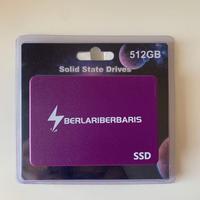 512GB
Solid State Drives
BERLARIBERBARIS
SSD